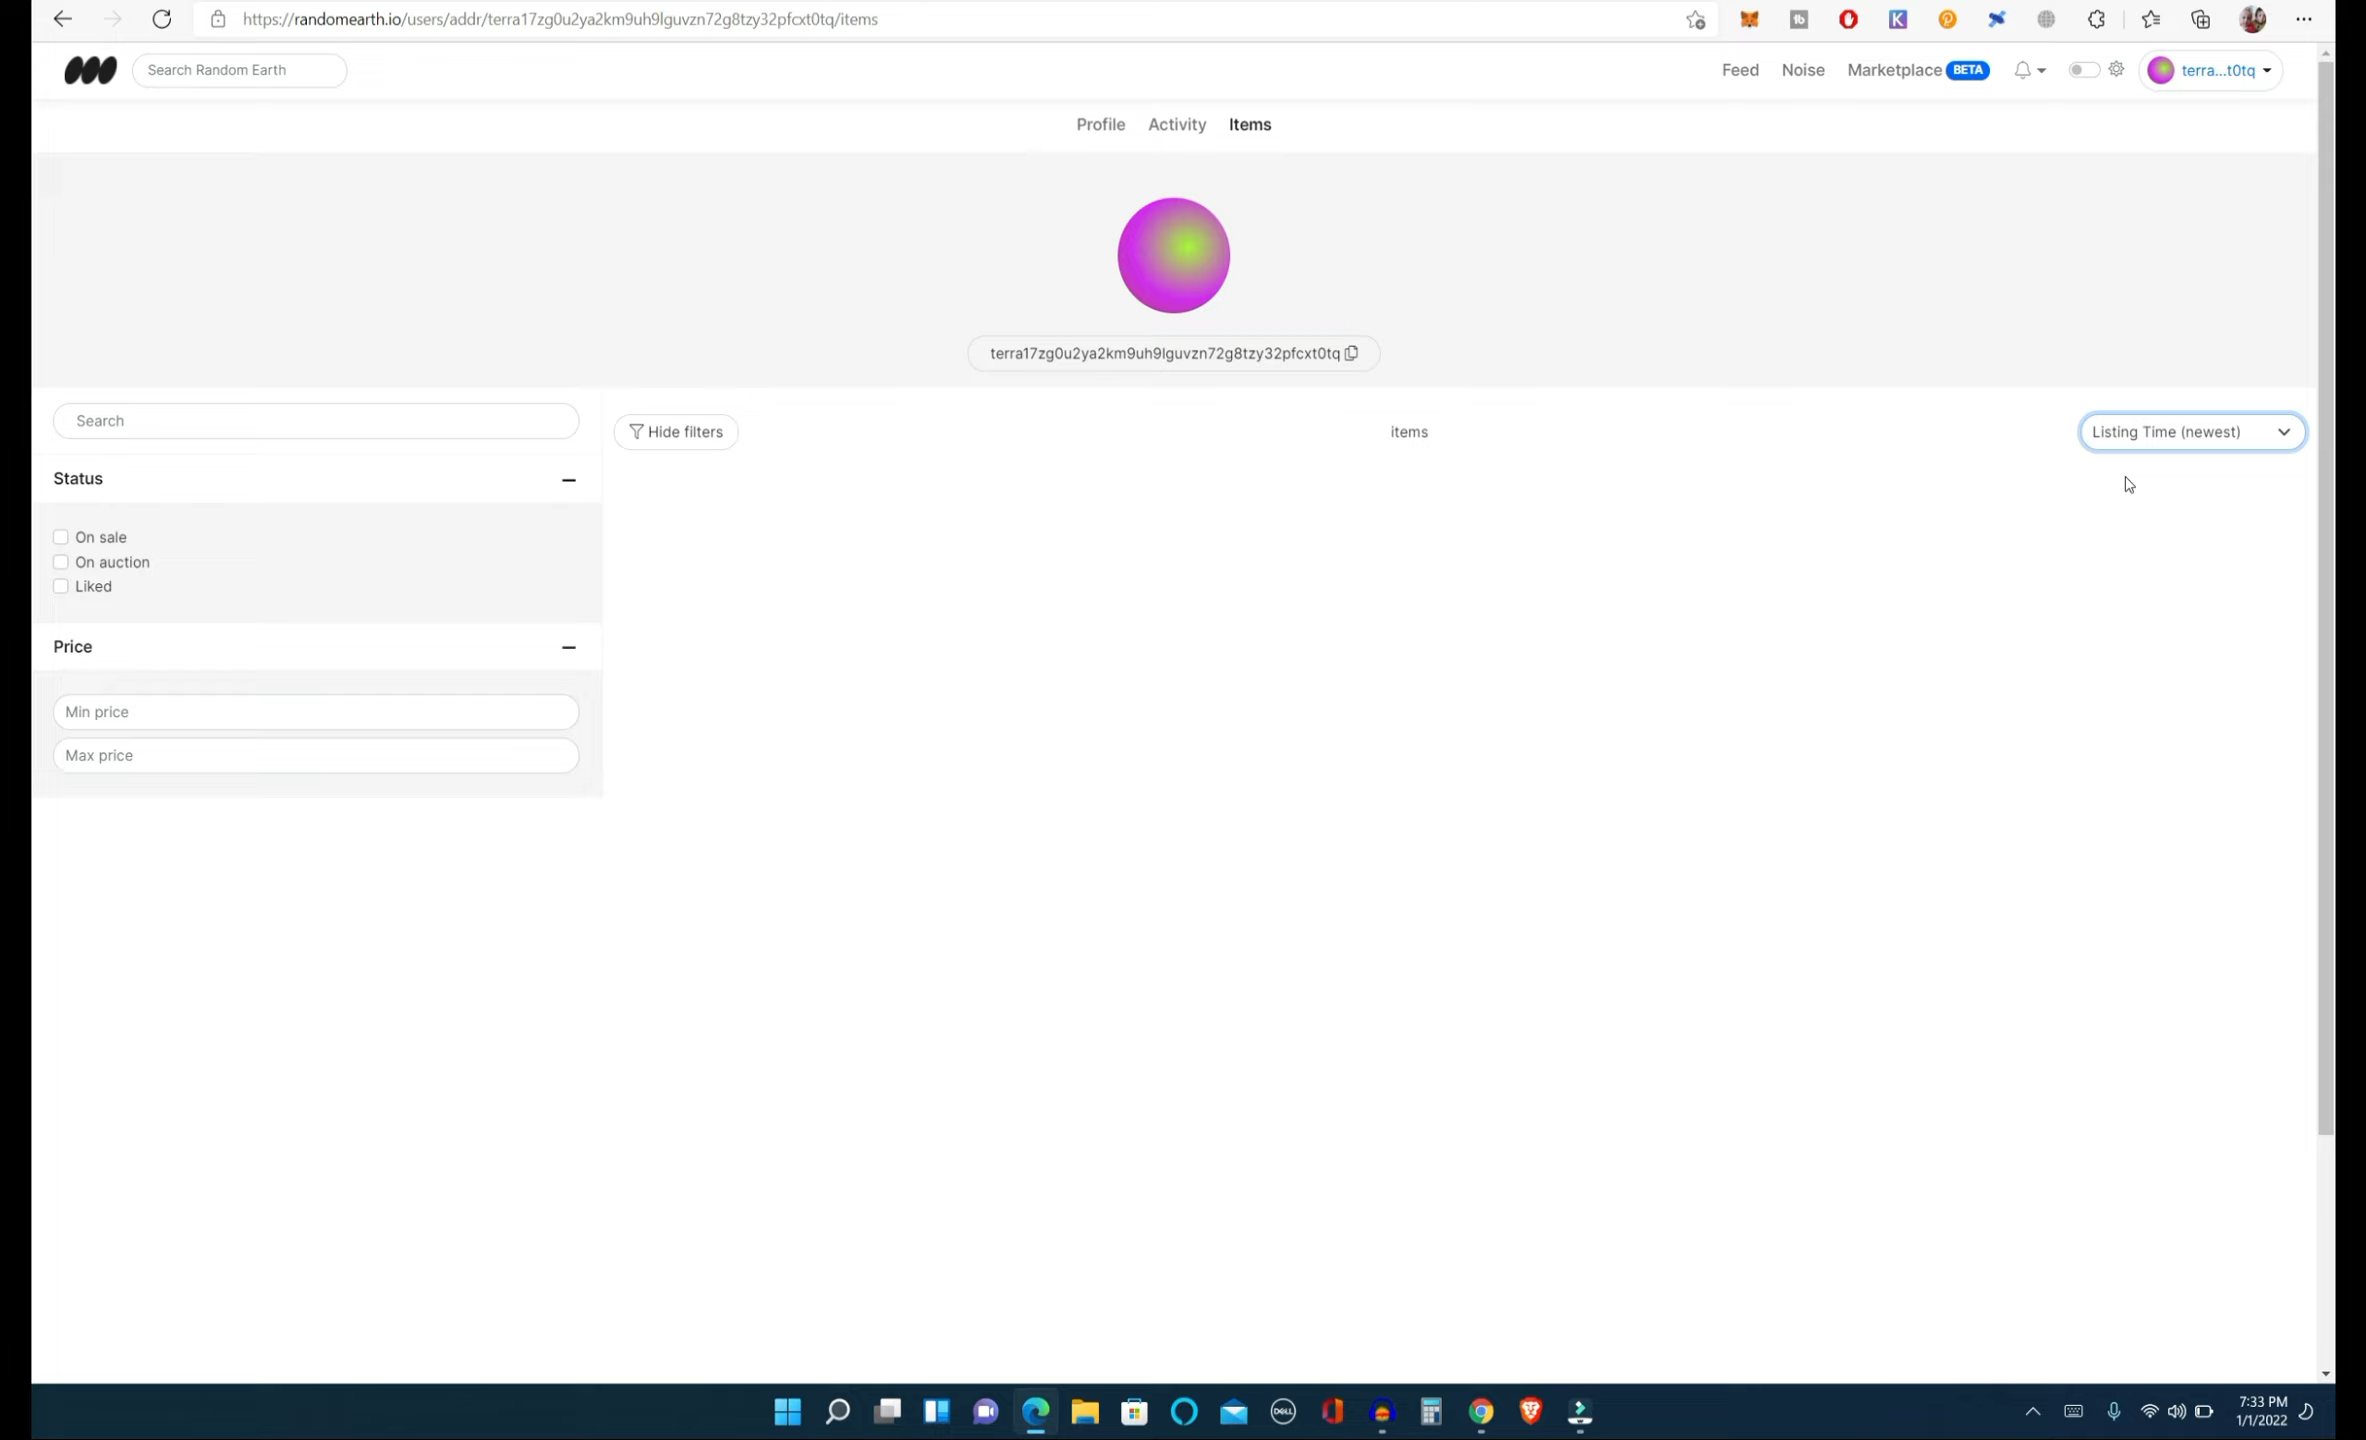 https://randomearth.io/users/addr/terra17zg0u2ya2km9uh9lguvzn72g8tzy32pfcxt0tq/items
Search Random Earth
Feed
Noise
Marketplace BETA
terra...t0tq
Profile
Activity
Items
terra17zg0u2ya2km9uh9lguvzn72g8tzy32pfcxt0tq
Search
Hide filters
items
Listing Time (newest)
Status
On sale
On auction
Liked
Price
Min price
Max price
DELL
7:33 PM
1/1/2022